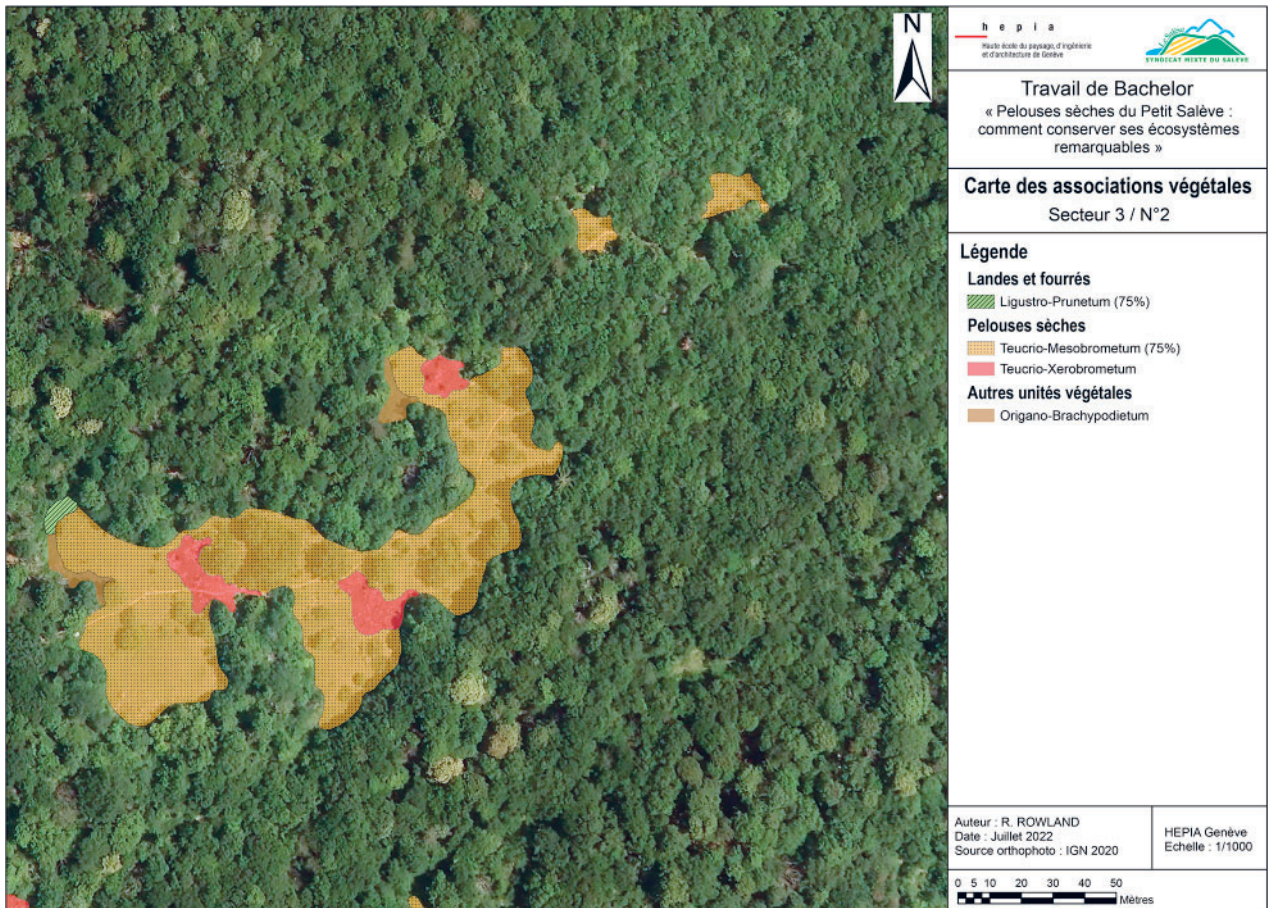 N
h e p i a
Haute école du paysage, d'ingénierie
et d'architecture de Genève
Le Salève
SYNDICAT MIXTE DU SALÈVE
Travail de Bachelor
« Pelouses sèches du Petit Salève :
comment conserver ses écosystèmes
remarquables »
Carte des associations végétales
Secteur 3 / N°2
Légende
Landes et fourrés
Ligustro-Prunetum (75%)
Pelouses sèches
Teucrio-Mesobrometum (75%)
Teucrio-Xerobrometum
Autres unités végétales
Origano-Brachypodietum
Auteur : R. ROWLAND
Date : Juillet 2022
Source orthophoto : IGN 2020
HEPIA Genève
Echelle : 1/1000
0 5 10 20 30 40 50
Mètres